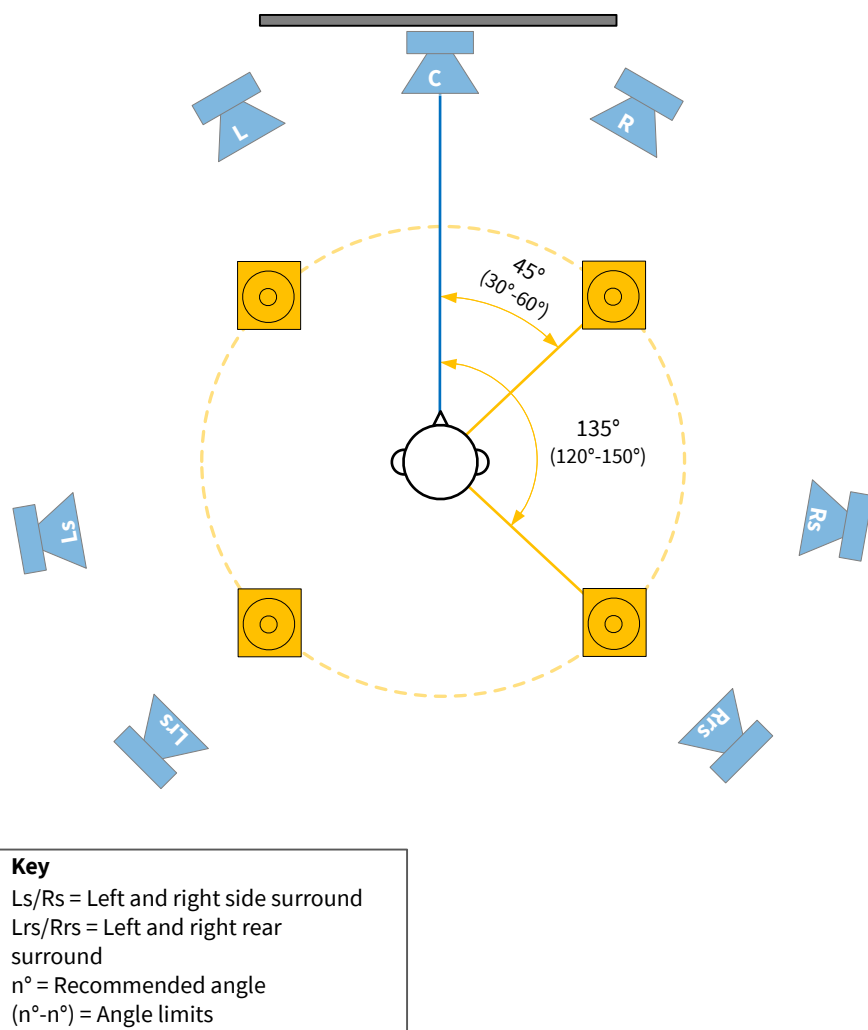 C
L
R
45°
(30°-60°)
135°
(120°-150°)
Ls
Rs
Lrs
Rrs
Key
Ls/Rs = Left and right side surround
Lrs/Rrs = Left and right rear
surround
n° = Recommended angle
(n°-n°) = Angle limits